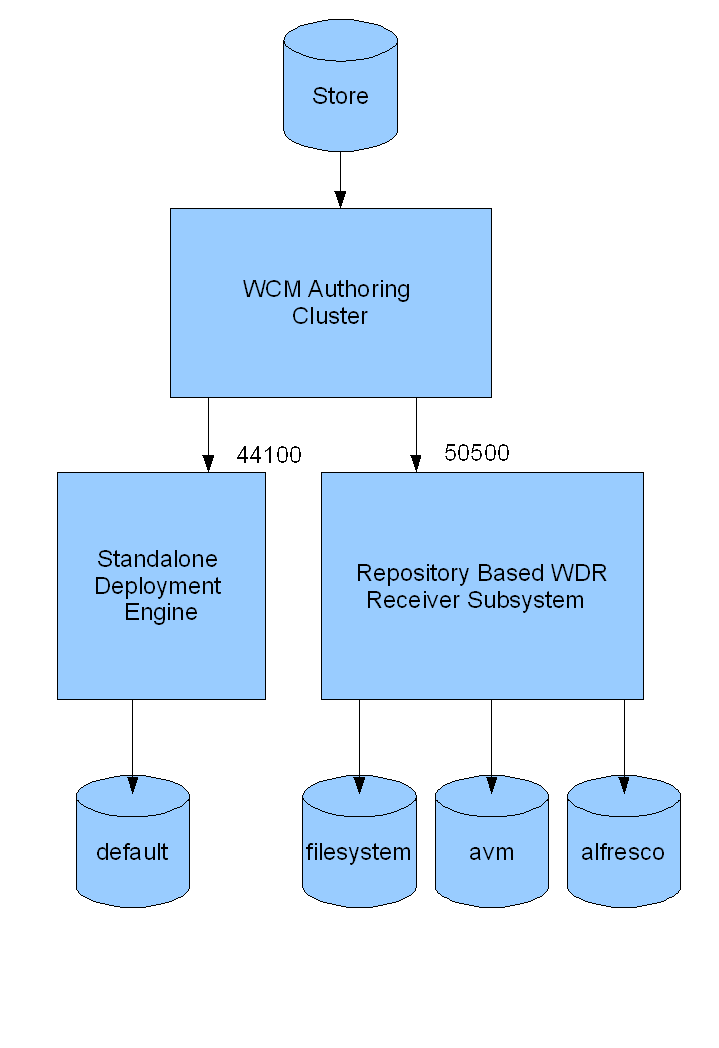 Store
WCM Authoring
Cluster
44100
50500
Standalone
Deployment
Engine
Repository Based WDR
Receiver Subsystem
default
filesystem
avm
alfresco